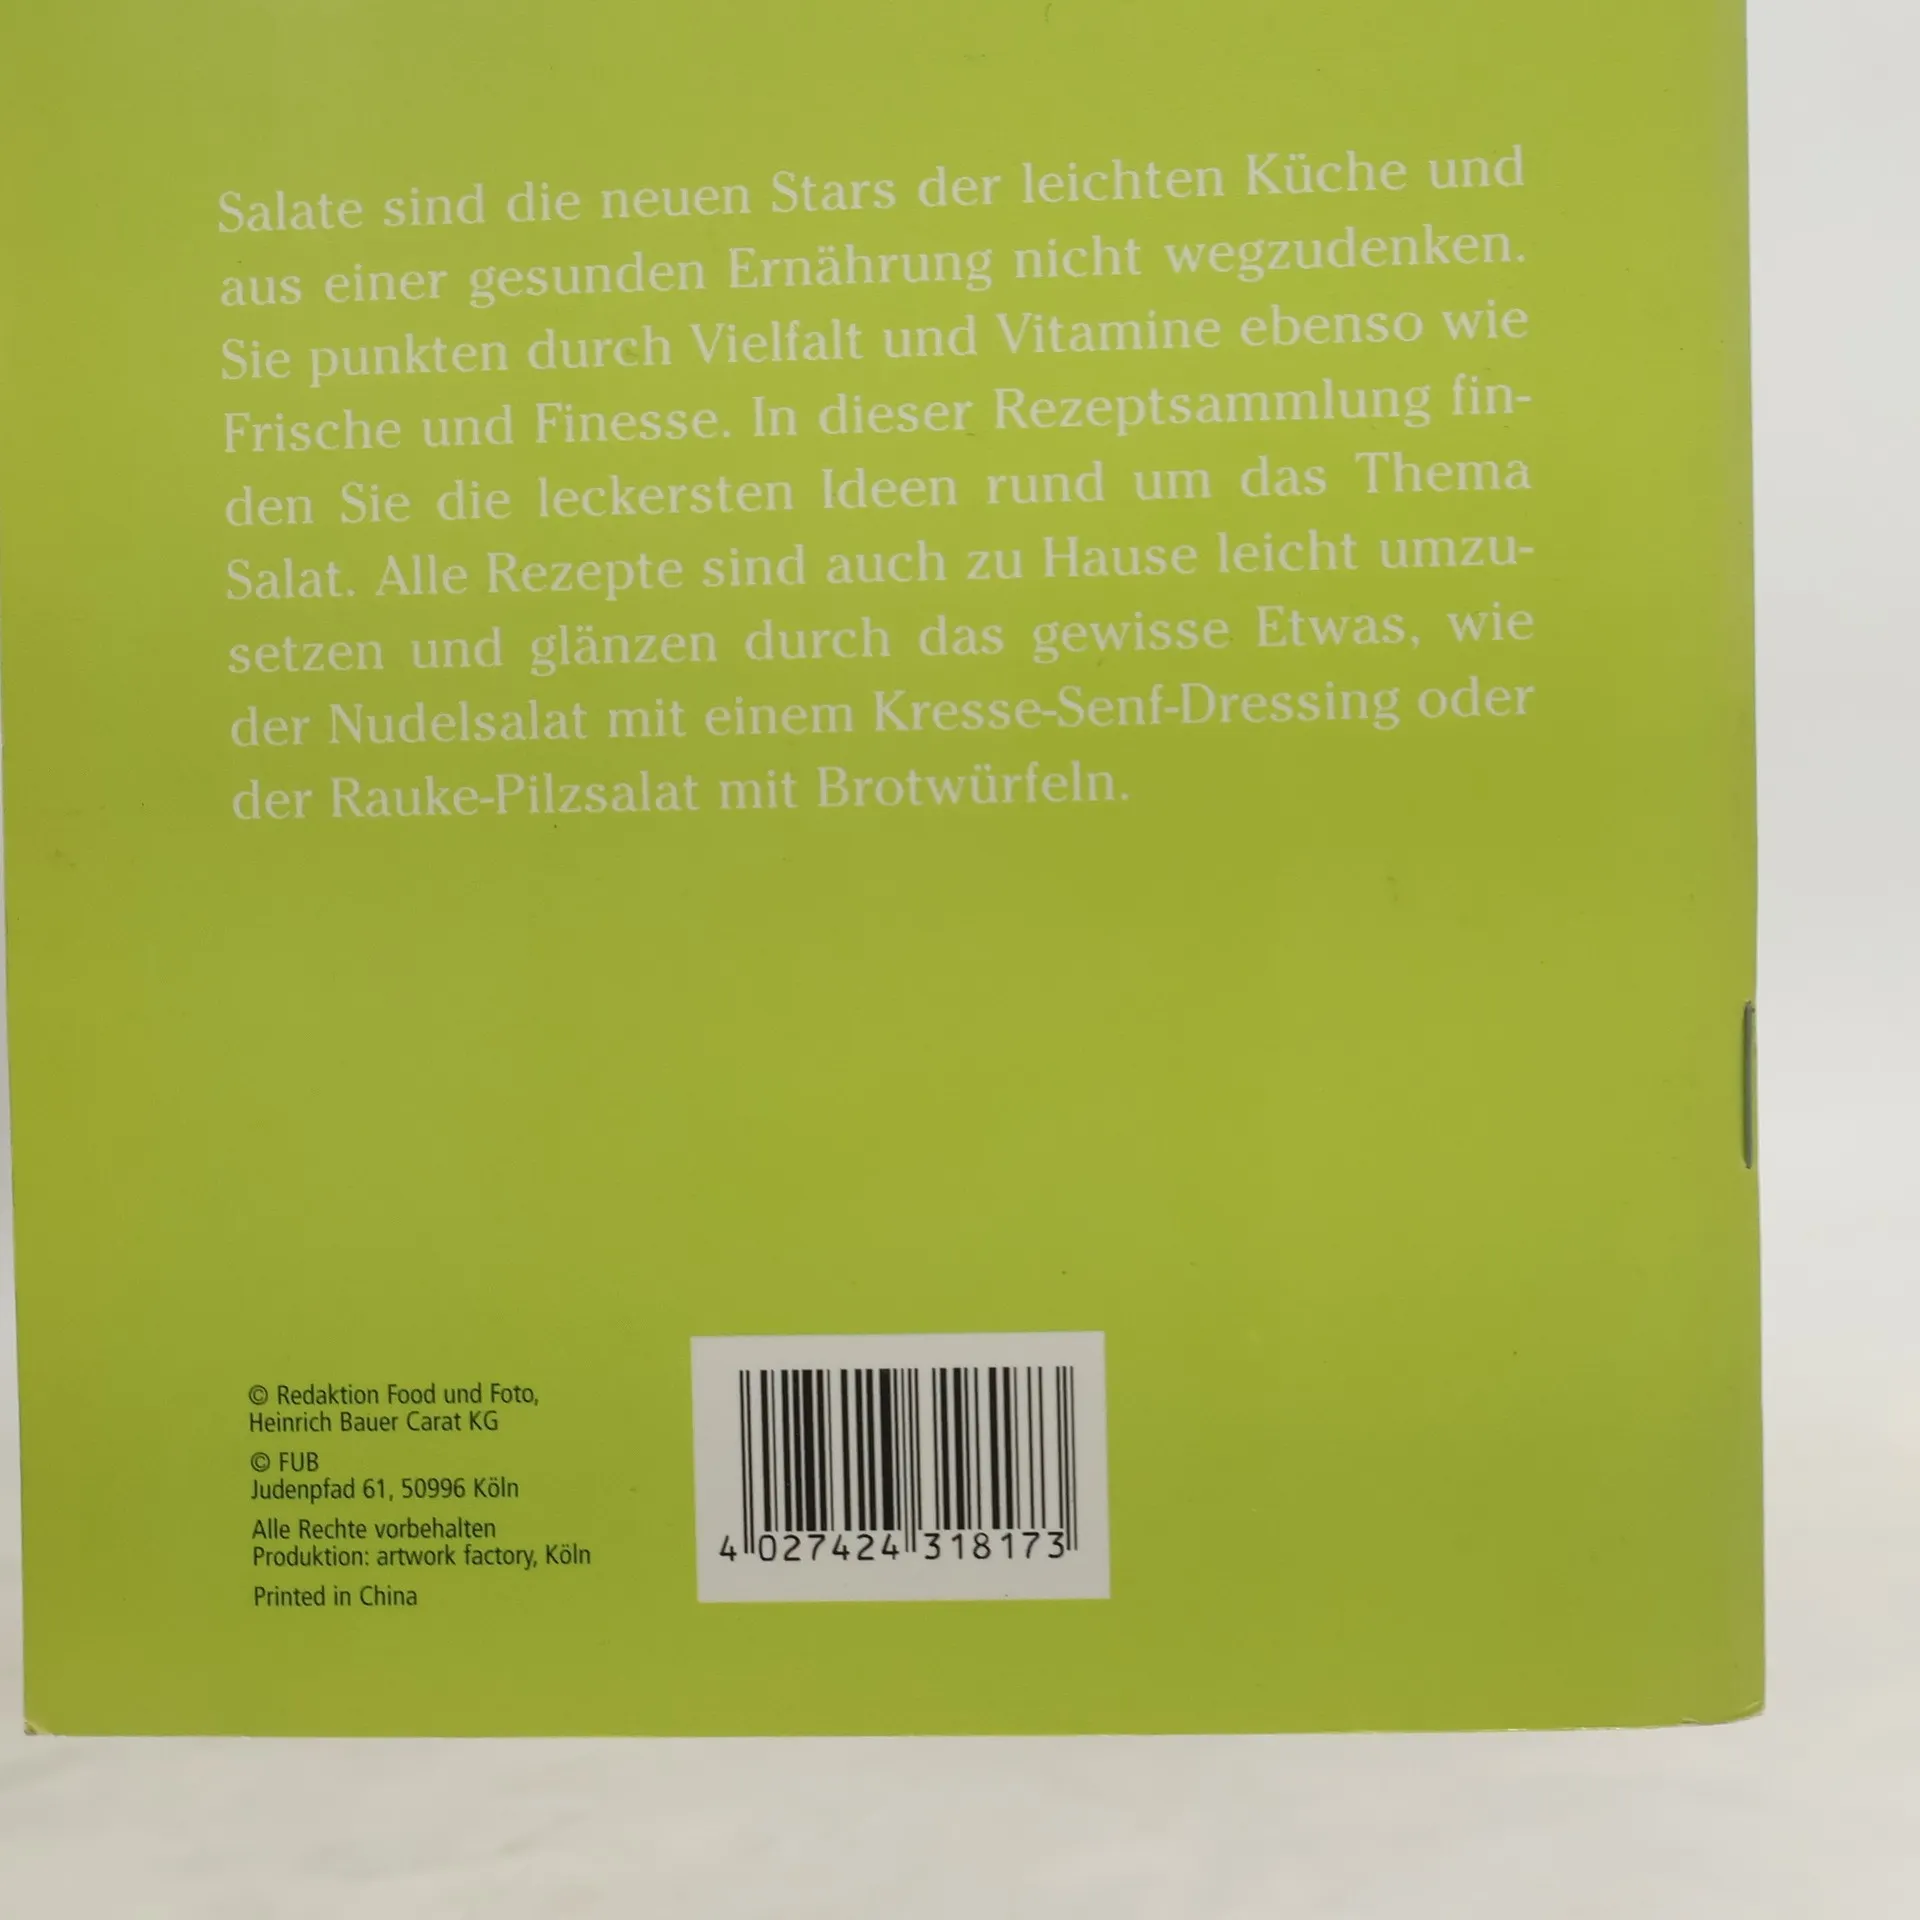 Salate sind die neuen Stars der leichten Küche und
aus einer gesunden Ernährung nicht wegzudenken.
Sie punkten durch Vielfalt und Vitamine ebenso wie
Frische und Finesse. In dieser Rezeptsammlung fin-
den Sie die leckersten Ideen rund um das Thema
Salat. Alle Rezepte sind auch zu Hause leicht umzu-
setzen und glänzen durch das gewisse Etwas, wie
der Nudelsalat mit einem Kresse-Senf-Dressing oder
der Rauke-Pilzsalat mit Brotwürfeln.
© Redaktion Food und Foto,
Heinrich Bauer Carat KG
© FUB
Judenpfad 61, 50996 Köln
Alle Rechte vorbehalten
Produktion: artwork factory, Köln
Printed in China
4 027424 318173